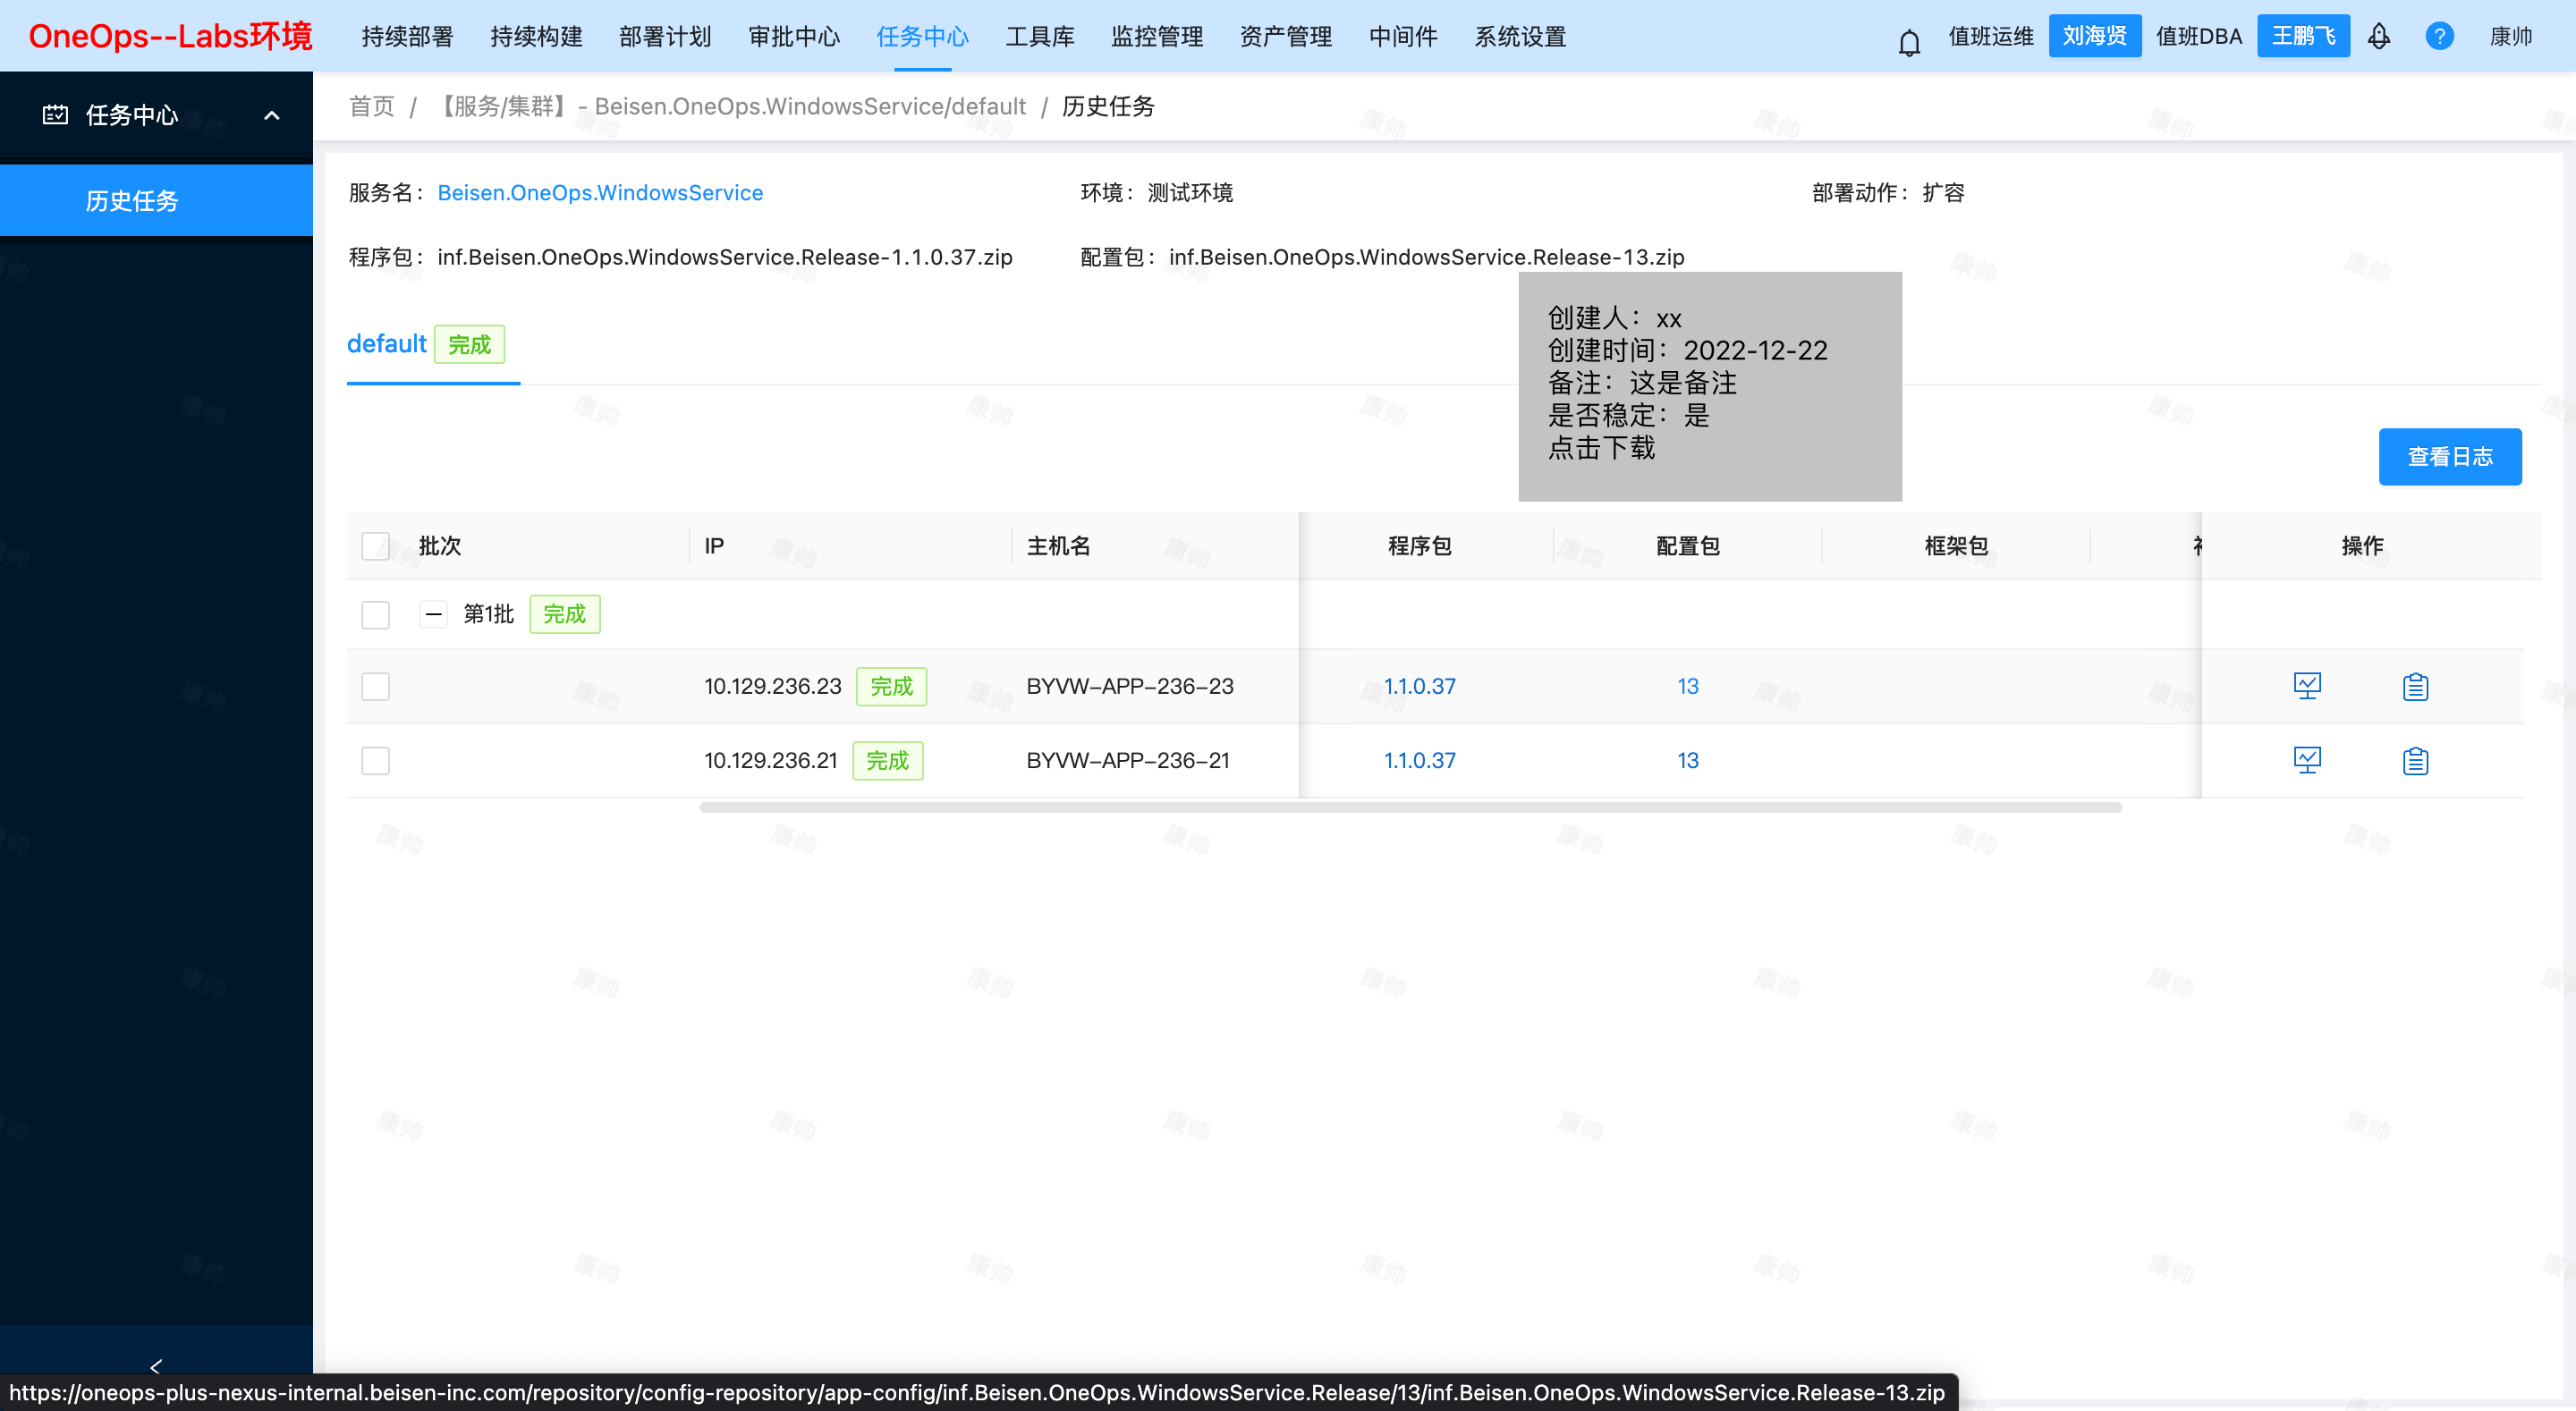 OneOps--Labs环境 持续部署 持续构建 部署计划 审批中心 任务中心 工具库 监控管理 资产管理 中间件 系统设置 值班运维 刘海贤 值班DBA 王鹏飞 ? 康帅
任务中心
历史任务
首页 / 【服务/集群】- Beisen.OneOps.WindowsService/default / 历史任务
服务名: Beisen.OneOps.WindowsService 环境: 测试环境 部署动作: 扩容
程序包: inf.Beisen.OneOps.WindowsService.Release-1.1.0.37.zip 配置包: inf.Beisen.OneOps.WindowsService.Release-13.zip
default 完成
创建人：xx
创建时间：2022-12-22
备注：这是备注
是否稳定：是
点击下载
查看日志
批次 IP 主机名 程序包 配置包 框架包 操作
第1批 完成
10.129.236.23 完成 BYVW-APP-236-23 1.1.0.37 13
10.129.236.21 完成 BYVW-APP-236-21 1.1.0.37 13
https://oneops-plus-nexus-internal.beisen-inc.com/repository/config-repository/app-config/inf.Beisen.OneOps.WindowsService.Release/13/inf.Beisen.OneOps.WindowsService.Release-13.zip